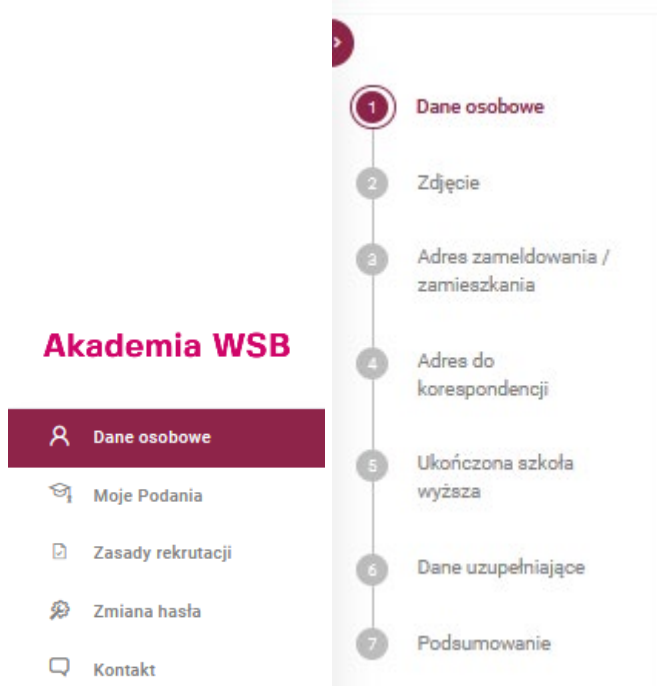 Akademia WSB
Dane osobowe
Moje Podania
Zasady rekrutacji
Zmiana hasła
Kontakt
1 Dane osobowe
2 Zdjęcie
3 Adres zameldowania /
zamieszkania
4 Adres do
korespondencji
5 Ukończona szkoła
wyższa
6 Dane uzupełniające
7 Podsumowanie